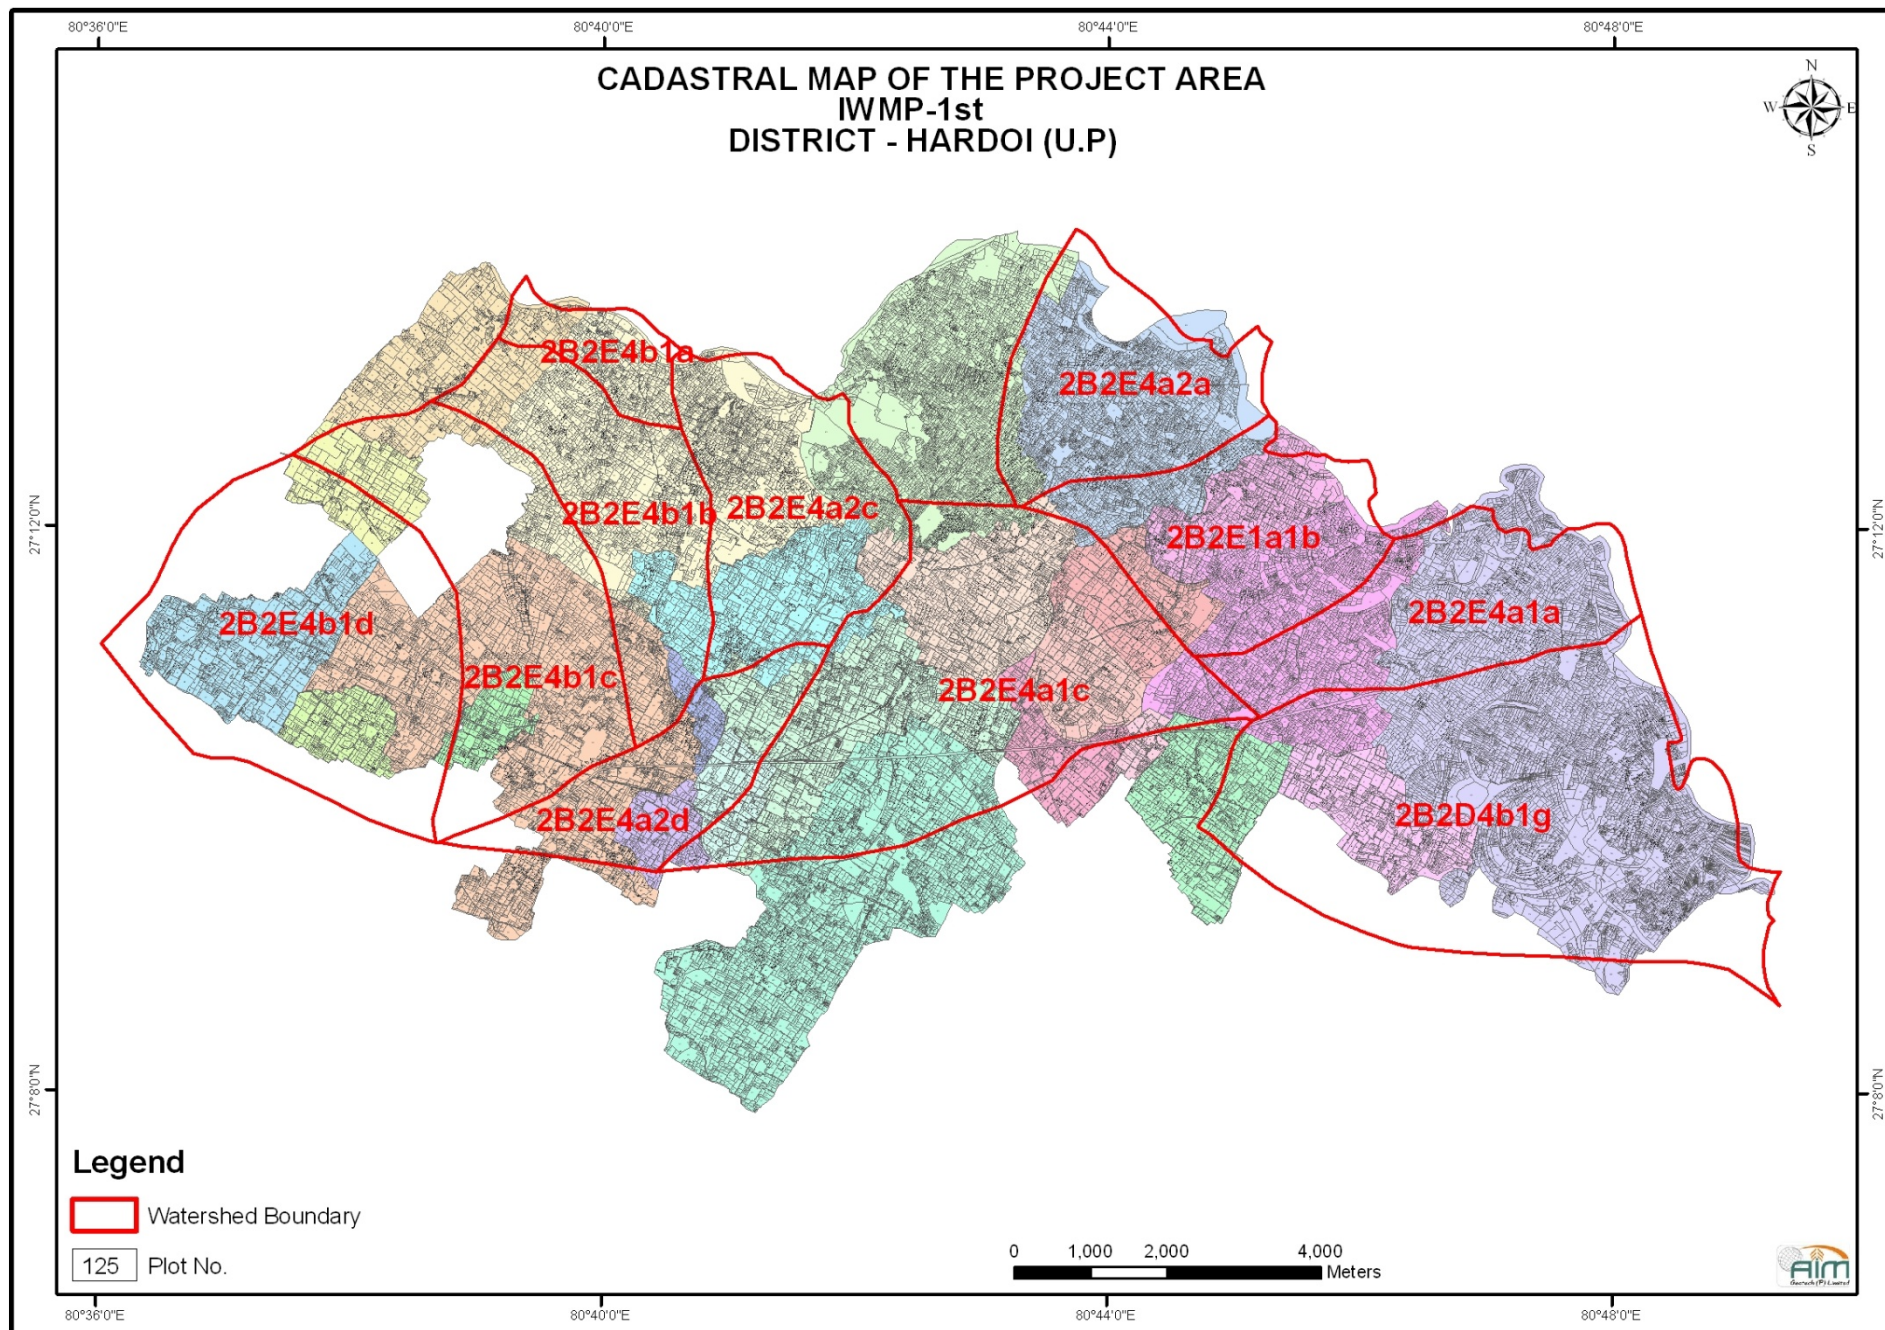 80°36'0"E 80°40'0"E 80°44'0"E 80°48'0"E
CADASTRAL MAP OF THE PROJECT AREA
IWMP-1st
DISTRICT - HARDOI (U.P)
N
W E
S
2B2E4b1a
2B2E4a2a
2B2E4b1b
2B2E4a2c
27°12'0"N
27°12'0"N
2B2E1a1b
2B2E4a1a
2B2E4b1d
2B2E4b1c
2B2E4a1c
2B2E4a2d
2B2D4b1g
27°8'0"N
27°8'0"N
Legend
Watershed Boundary
125 Plot No.
0 1,000 2,000 4,000
Meters
AIM
Geotech (P) Limited
80°36'0"E 80°40'0"E 80°44'0"E 80°48'0"E